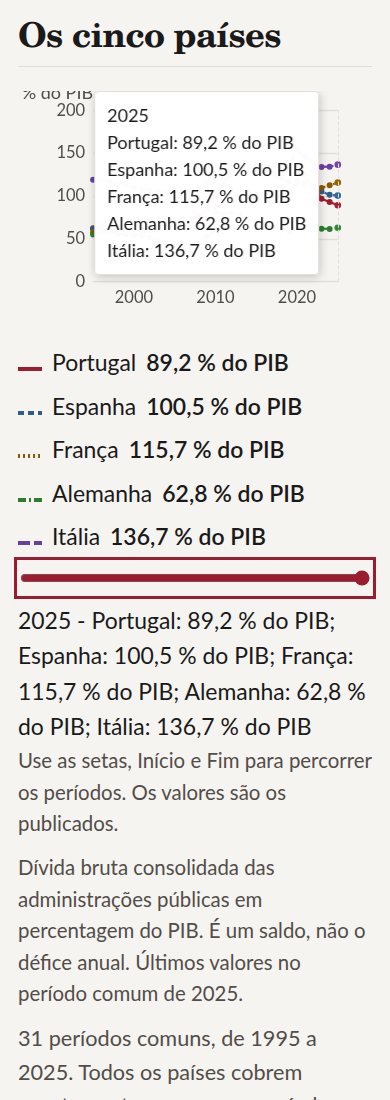 Os cinco países
% do PIB
200
150
100
50
0
2000
2010
2020
2025
Portugal: 89,2 % do PIB
Espanha: 100,5 % do PIB
França: 115,7 % do PIB
Alemanha: 62,8 % do PIB
Itália: 136,7 % do PIB
Portugal 89,2 % do PIB
Espanha 100,5 % do PIB
França 115,7 % do PIB
Alemanha 62,8 % do PIB
Itália 136,7 % do PIB
2025 - Portugal: 89,2 % do PIB;
Espanha: 100,5 % do PIB; França:
115,7 % do PIB; Alemanha: 62,8 %
do PIB; Itália: 136,7 % do PIB
Use as setas, Início e Fim para percorrer
os períodos. Os valores são os
publicados.
Dívida bruta consolidada das
administrações públicas em
percentagem do PIB. É um saldo, não o
défice anual. Últimos valores no
período comum de 2025.
31 períodos comuns, de 1995 a
2025. Todos os países cobrem